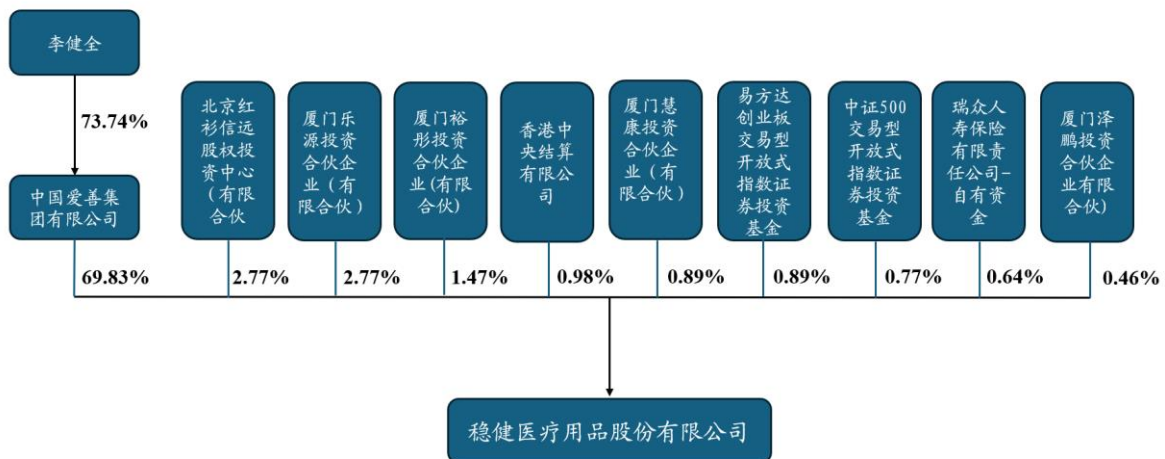 李健全
73.74%
中国爱善集
团有限公司
北京红
杉信远
股权投
资中心
（有限
合伙
厦门乐
源投资
合伙企
业（有
限合伙）
厦门裕
彤投资
合伙企
业(有限
合伙)
香港中
央结算
有限公
司
厦门慧
康投资
合伙企
业（有
限合伙）
易方达
创业板
交易型
开放式
指数证
券投资
基金
中证500
交易型
开放式
指数证
券投资
基金
瑞众人
寿保险
有限责
任公司-
自有资
金
厦门泽
鹏投资
合伙企
业有限
合伙)
69.83%
2.77%
2.77%
1.47%
0.98%
0.89%
0.89%
0.77%
0.64%
0.46%
稳健医疗用品股份有限公司